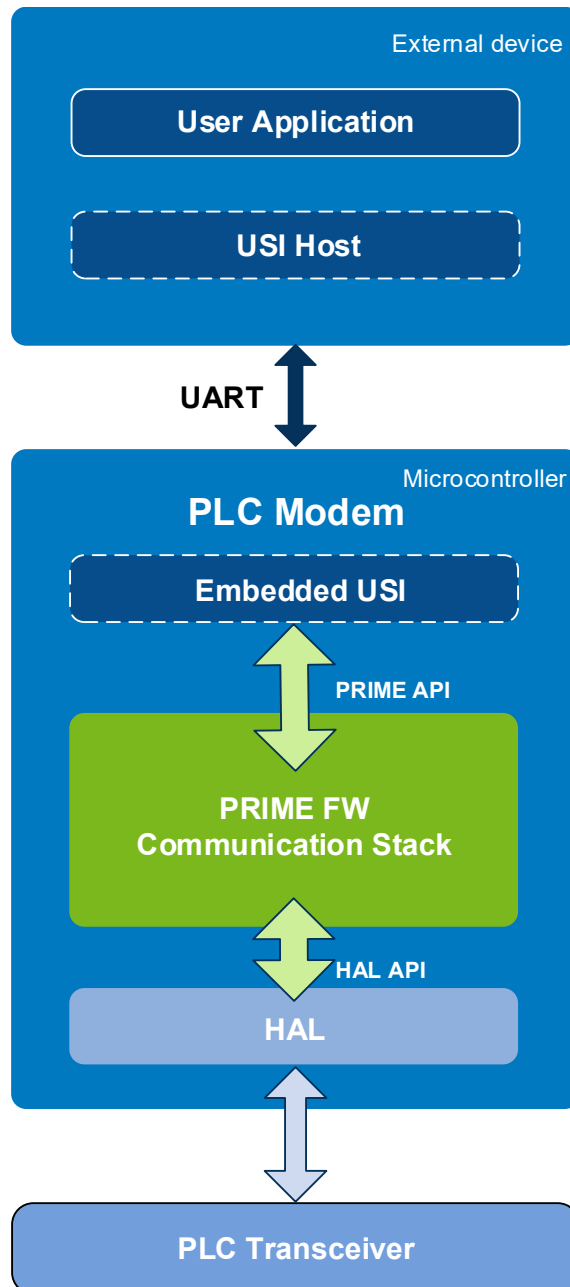 External device
User Application
USI Host
UART
Microcontroller
PLC Modem
Embedded USI
PRIME API
PRIME FW
Communication Stack
HAL API
HAL
PLC Transceiver